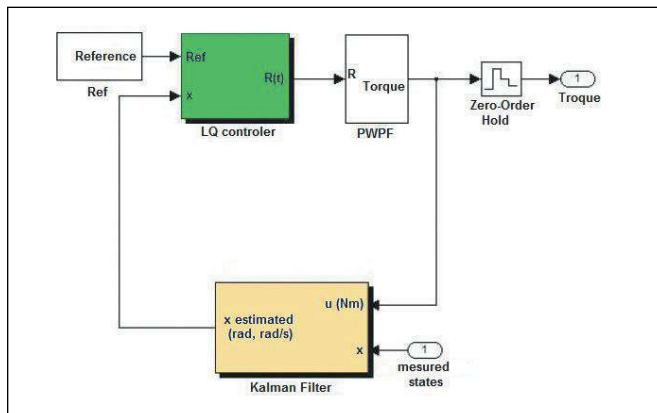 Reference
Ref
Ref
x
R(t)
LQ controler
R
Torque
PWPF
Zero-Order
Hold
1
Troque
x estimated
(rad, rad/s)
u (Nm)
x
Kalman Filter
1
mesured
states